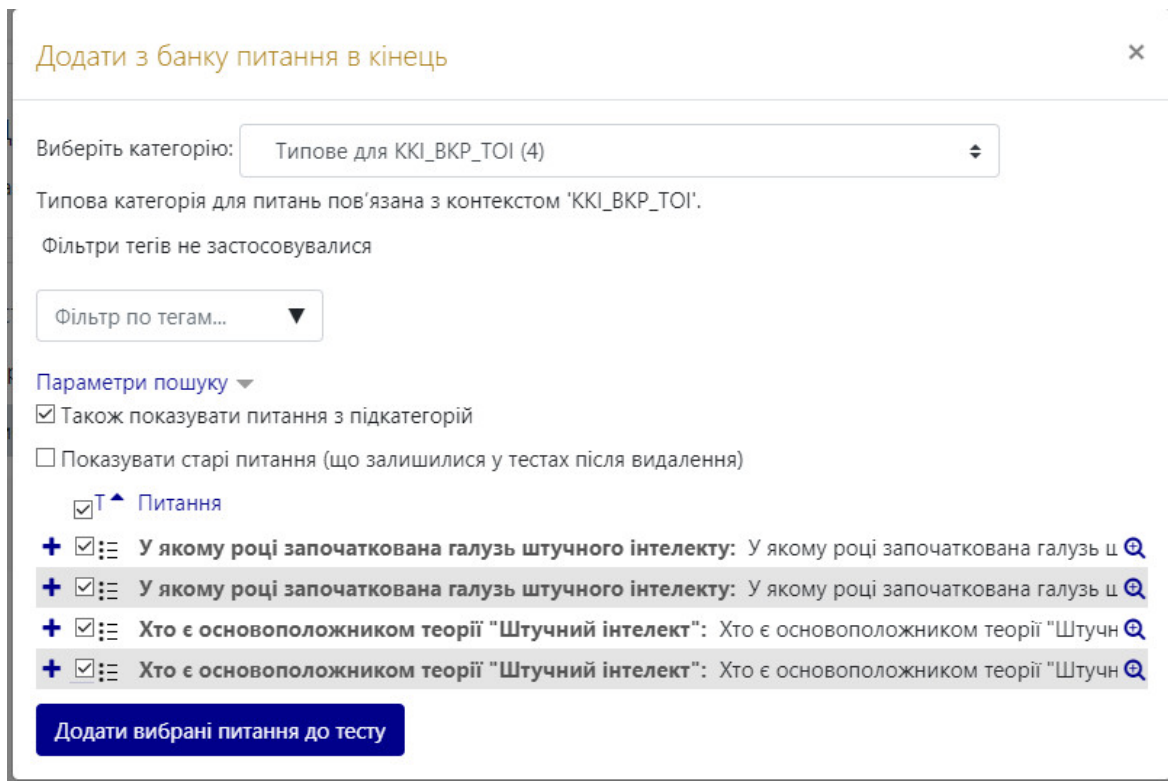 Додати з банку питання в кінець ×
Виберіть категорію: Типове для ККІ_ВКР_ТОІ (4)
Типова категорія для питань пов’язана з контекстом 'ККІ_ВКР_ТОІ'.
Фільтри тегів не застосовувалися
Фільтр по тегам... ▼
Параметри пошуку
Також показувати питання з підкатегорій
Показувати старі питання (що залишилися у тестах після видалення)
Т Питання
У якому році започаткована галузь штучного інтелекту: У якому році започаткована галузь ш
У якому році започаткована галузь штучного інтелекту: У якому році започаткована галузь ш
Хто є основоположником теорії "Штучний інтелект": Хто є основоположником теорії "Штучн
Хто є основоположником теорії "Штучний інтелект": Хто є основоположником теорії "Штучн
Додати вибрані питання до тесту